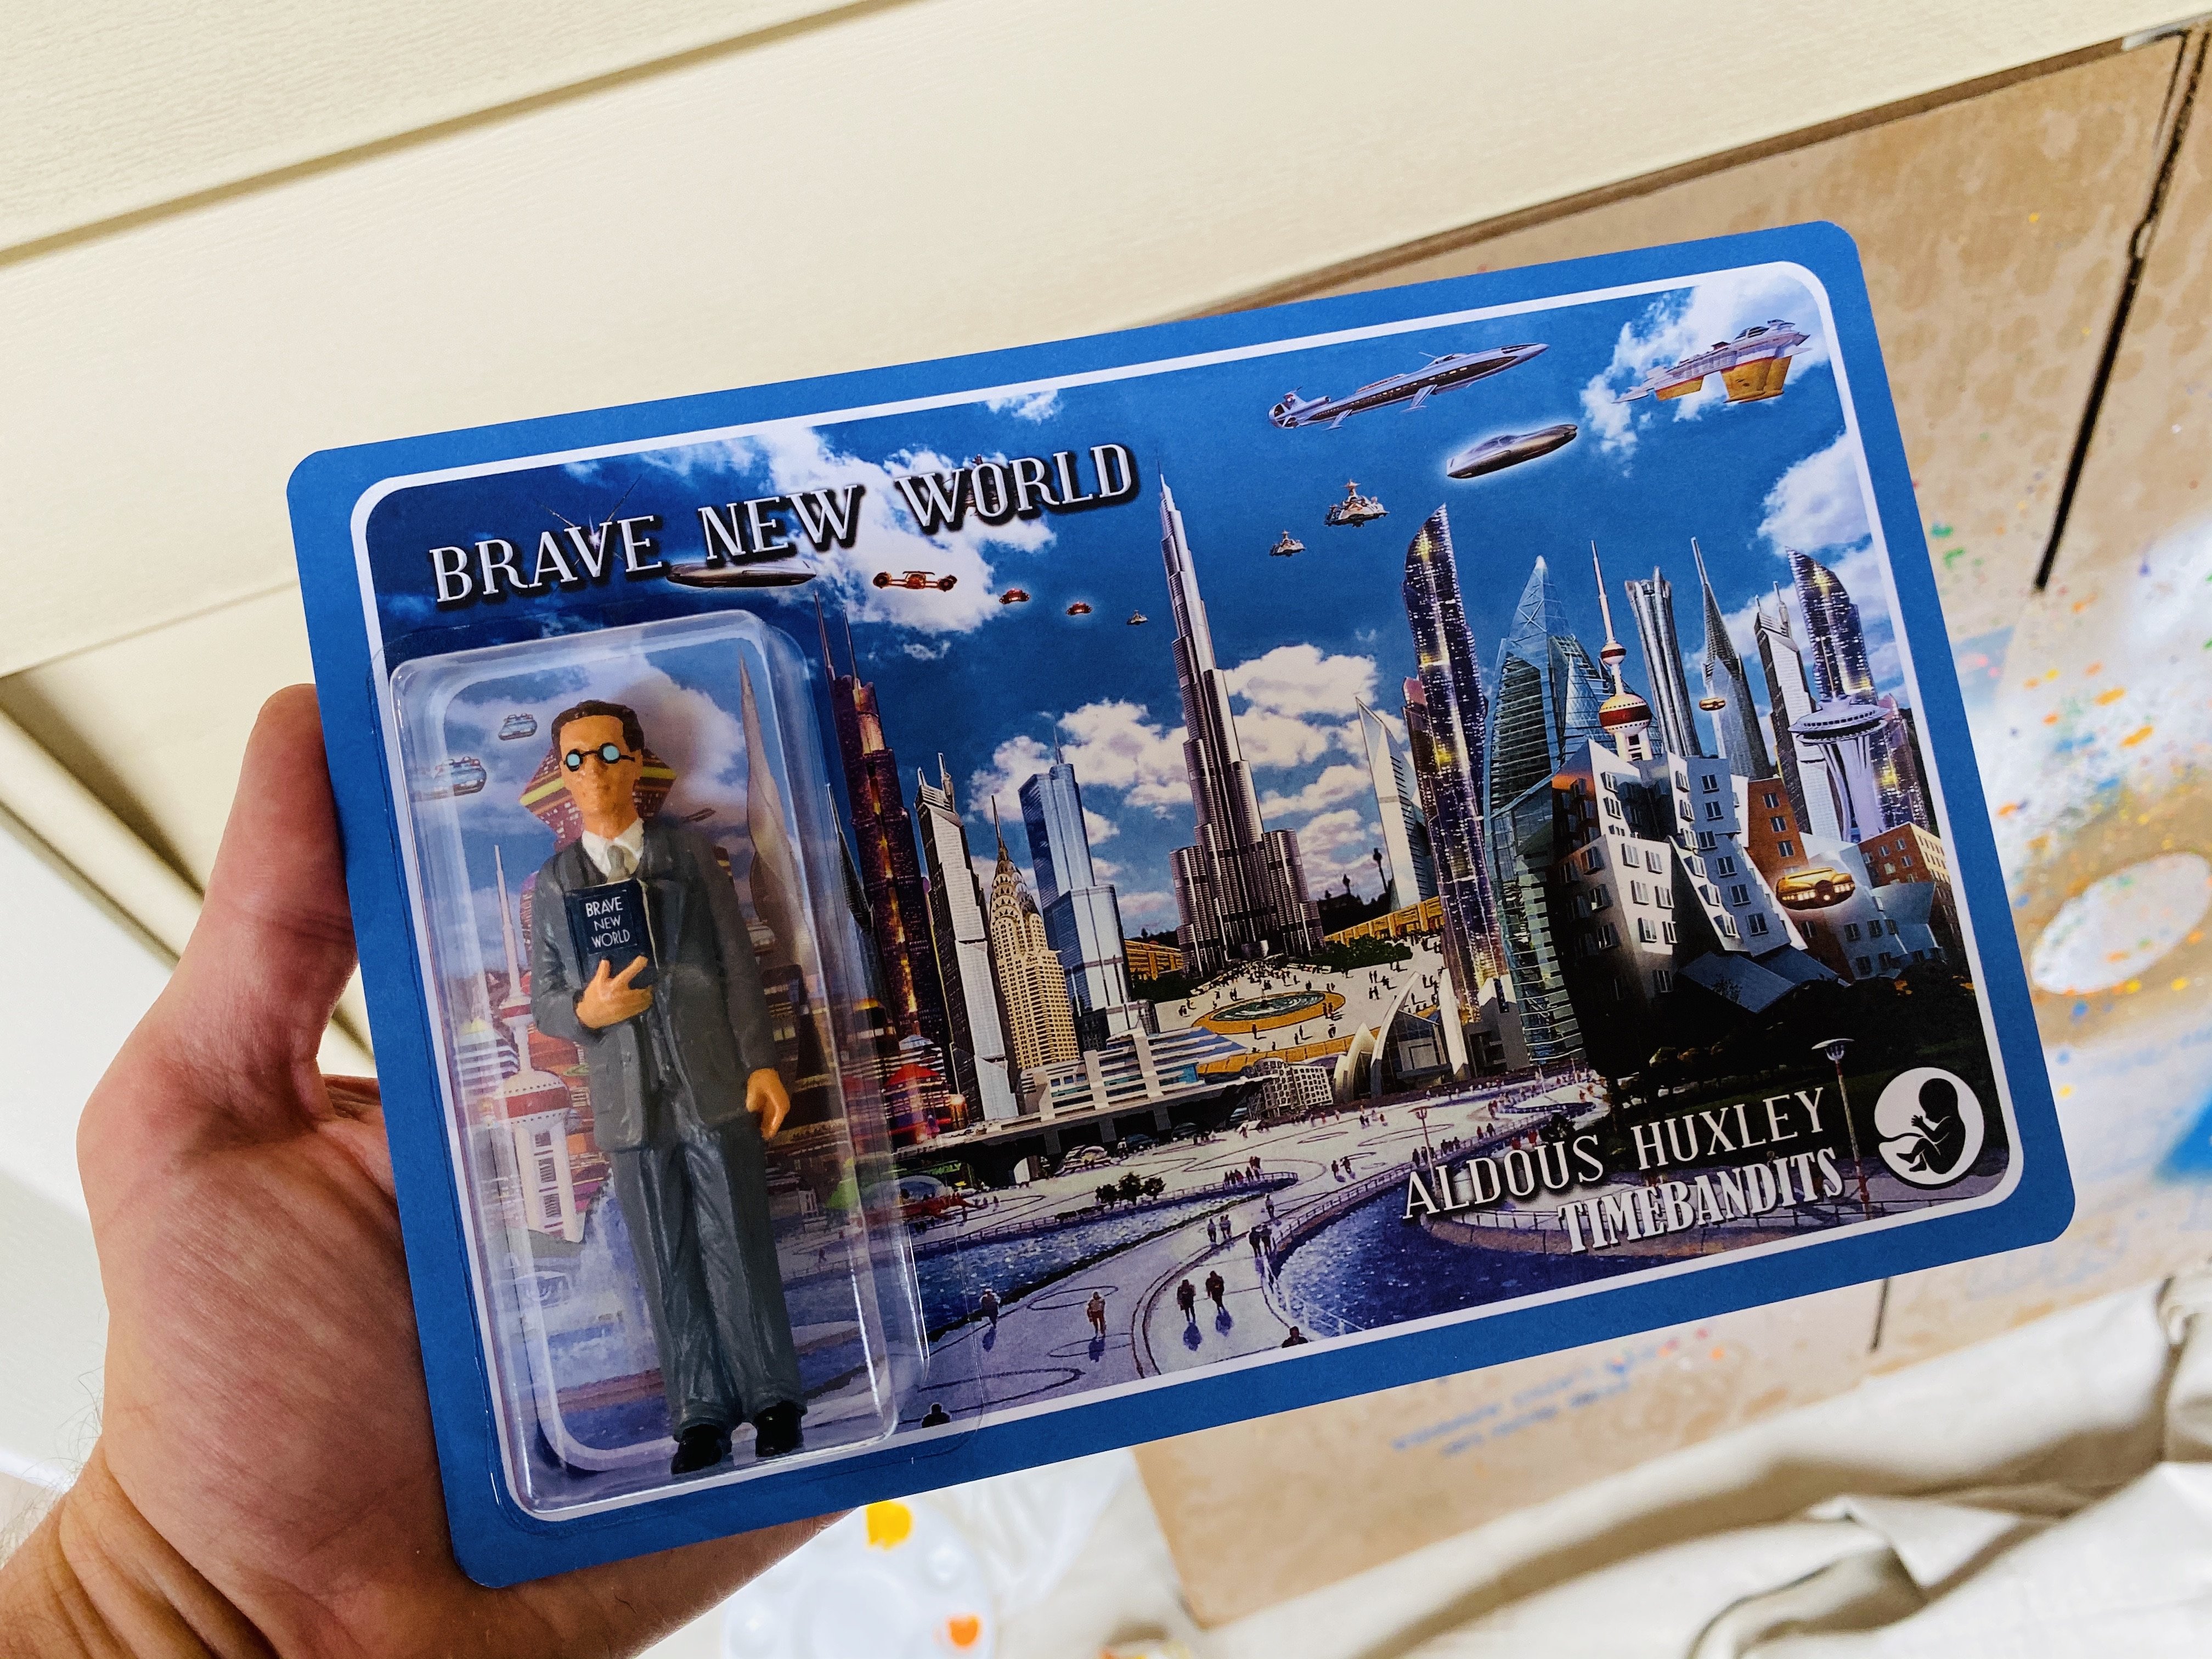 BRAVE NEW WORLD
BRAVE
NEW
WORLD
ALDOUS HUXLEY
TIMEBANDITS